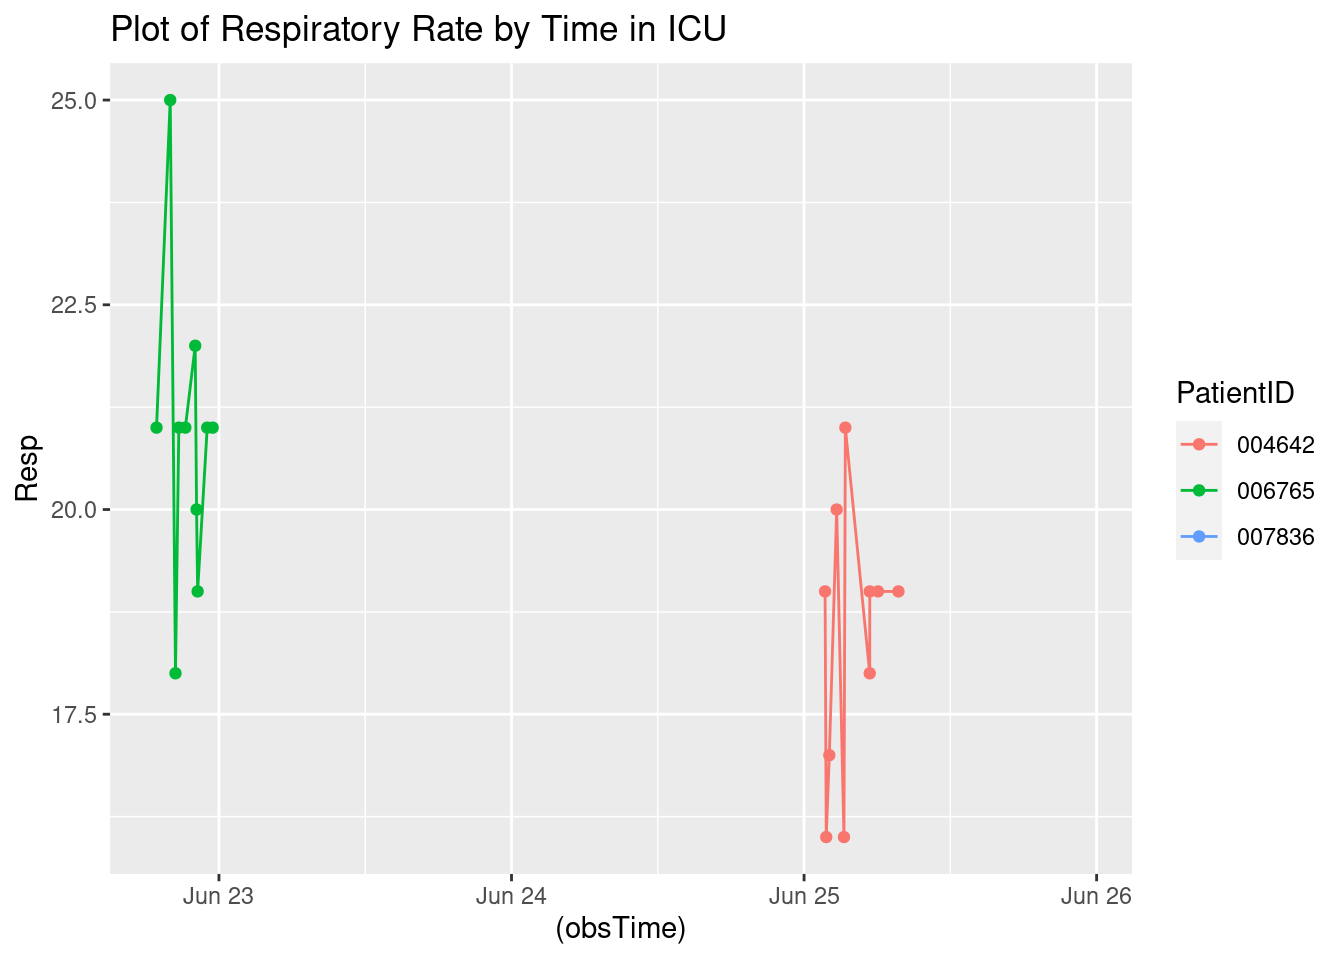 Plot of Respiratory Rate by Time in ICU
25.0
22.5
20.0
17.5
Resp
Jun 23
Jun 24
Jun 25
Jun 26
(obsTime)
PatientID
004642
006765
007836